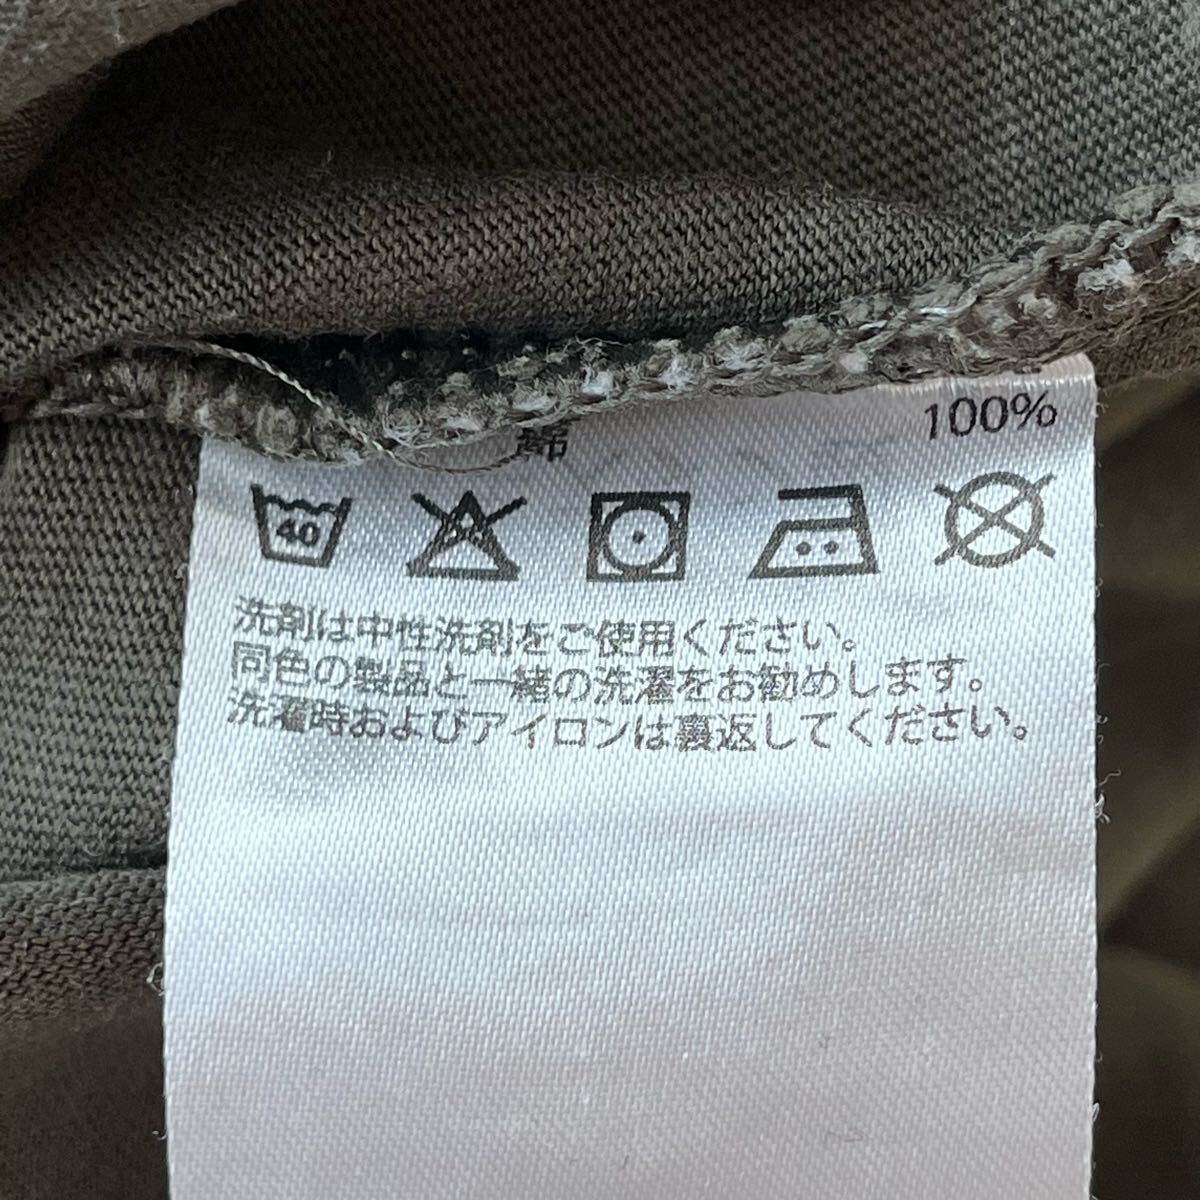 綿 100%
40
洗剤は中性洗剤をご使用ください。
同色の製品と一緒の洗濯をお勧めします。
洗濯時およびアイロンは裏返してください。